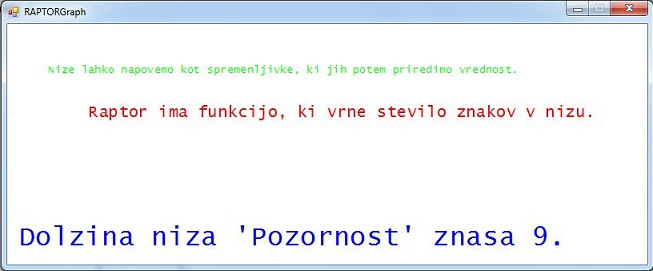 RAPTORGraph
Nize lahko napovemo kot spremenljivke, ki jih potem priredimo vrednost.
Raptor ima funkcijo, ki vrne stevilo znakov v nizu.
Dolzina niza 'Pozornost' znasa 9.